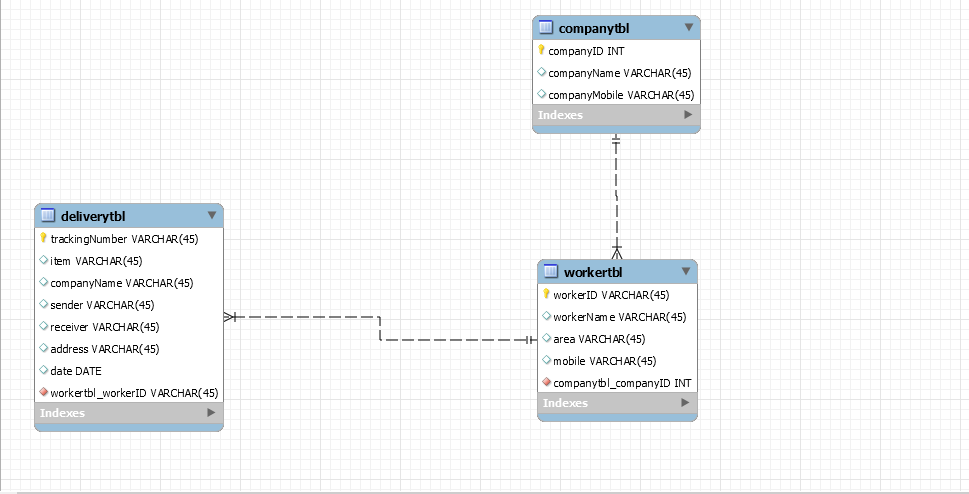 companytbl
companyID INT
companyName VARCHAR(45)
companyMobile VARCHAR(45)
Indexes
deliverytbl
trackingNumber VARCHAR(45)
item VARCHAR(45)
companyName VARCHAR(45)
sender VARCHAR(45)
receiver VARCHAR(45)
address VARCHAR(45)
date DATE
workertbl_workerID VARCHAR(45)
Indexes
workertbl
workerID VARCHAR(45)
workerName VARCHAR(45)
area VARCHAR(45)
mobile VARCHAR(45)
companytbl_companyID INT
Indexes